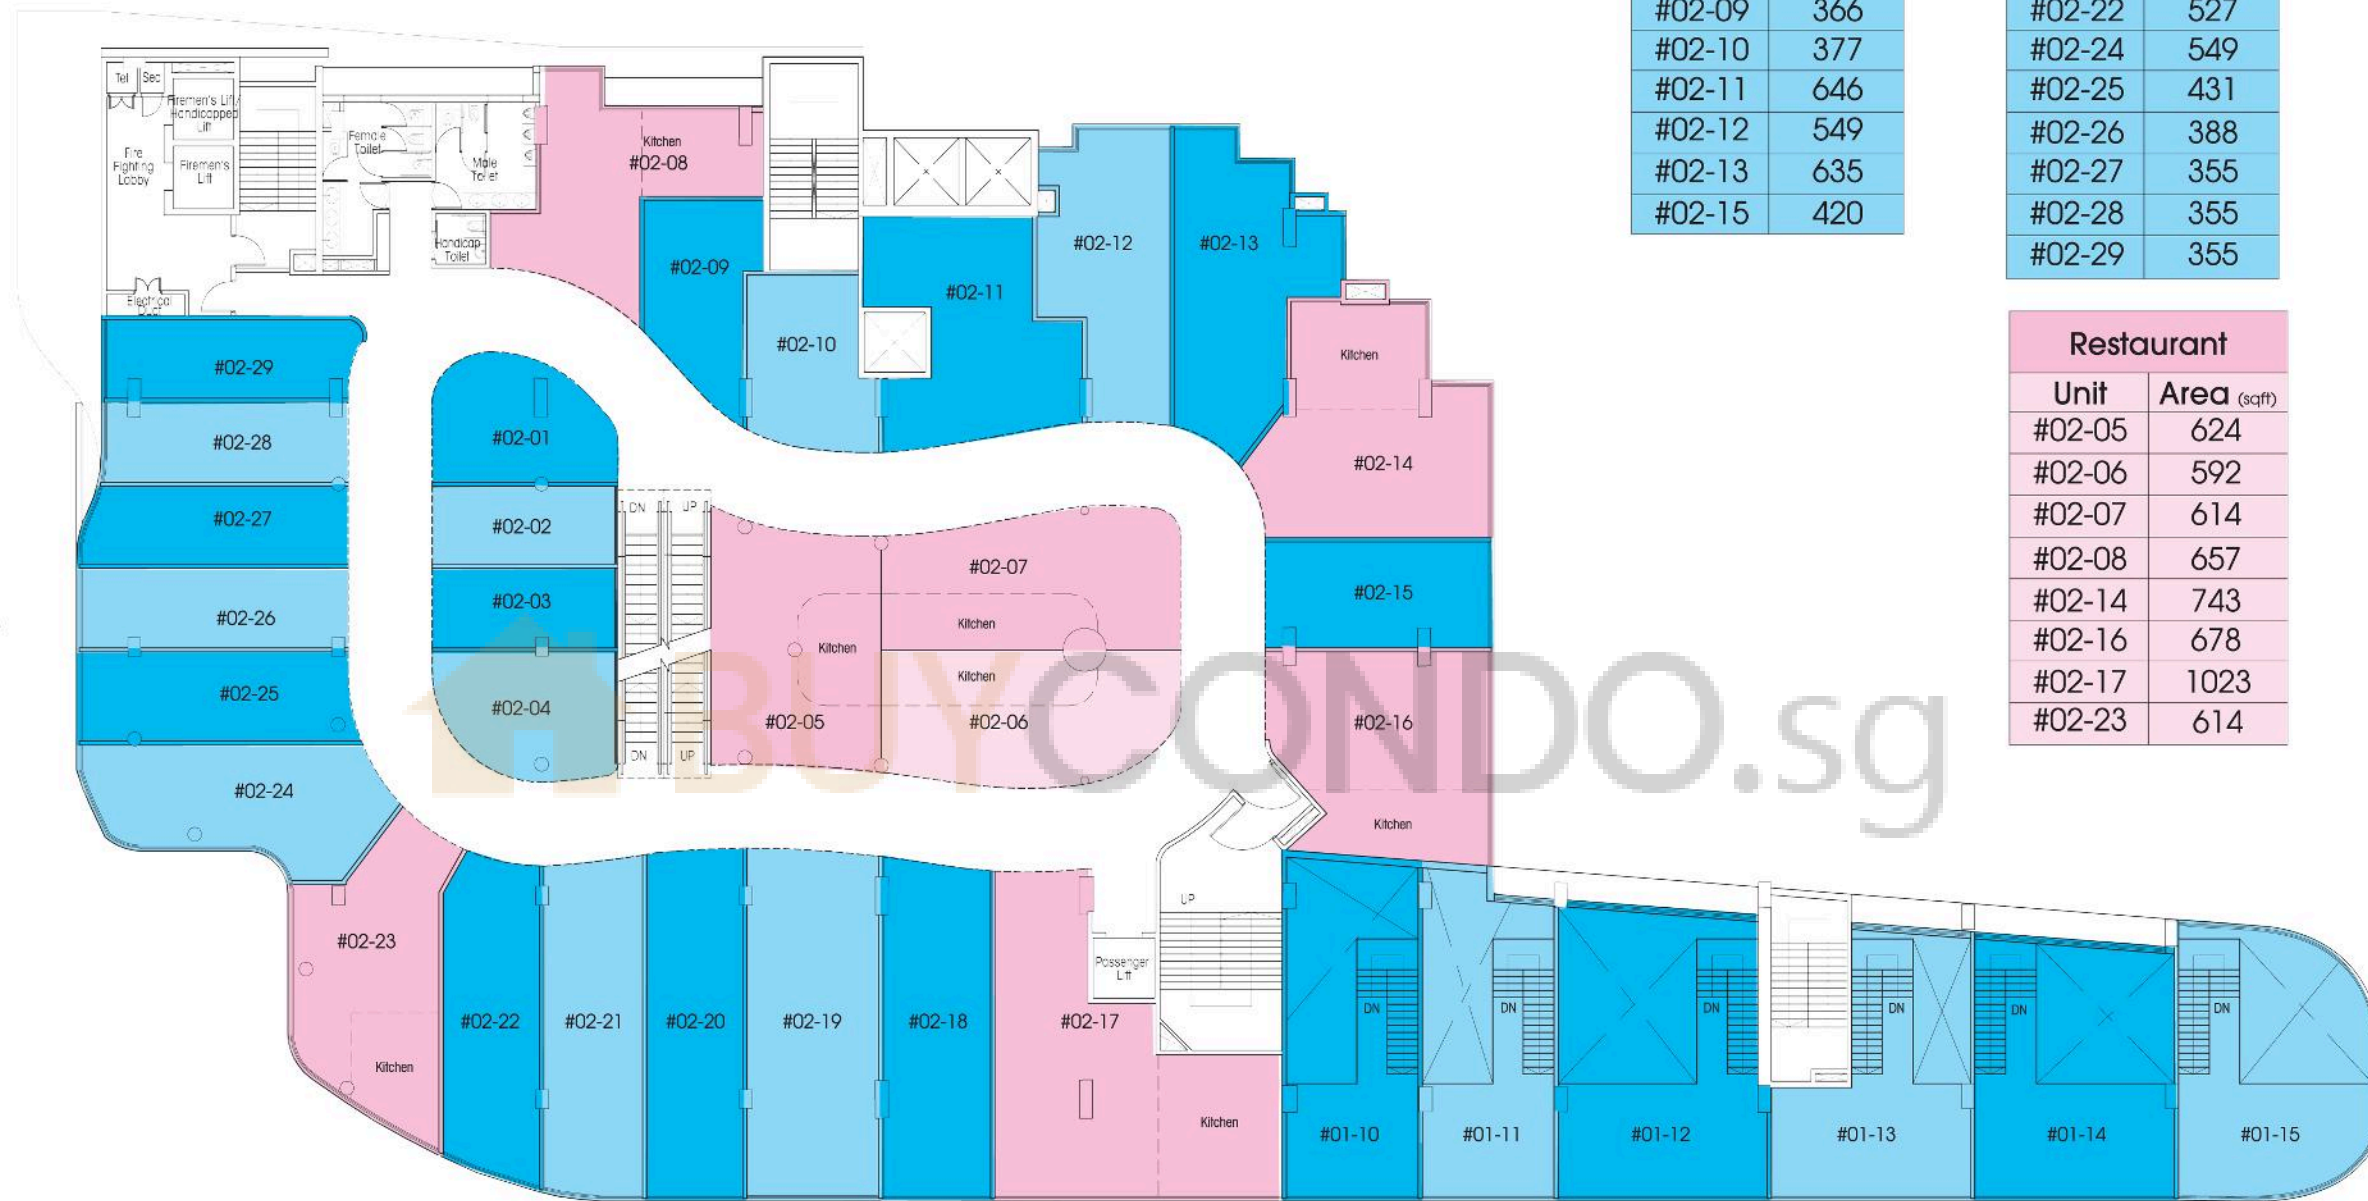 #02-09 366
#02-10 377
#02-11 646
#02-12 549
#02-13 635
#02-15 420
#02-22 527
#02-24 549
#02-25 431
#02-26 388
#02-27 355
#02-28 355
#02-29 355
Restaurant
Unit Area (sqft)
#02-05 624
#02-06 592
#02-07 614
#02-08 657
#02-14 743
#02-16 678
#02-17 1023
#02-23 614
Tel
Sec
Firemen's Lift/
Handicapped
Lift
Fire
Fighting
Lobby
Firemen's
Lift
Female
Toilet
Male
Toilet
Handicap
Toilet
Electrical
Duct
Kitchen
#02-08
#02-09
#02-10
#02-11
#02-12
#02-13
Kitchen
#02-14
#02-15
#02-16
Kitchen
#02-29
#02-28
#02-27
#02-26
#02-25
#02-24
#02-01
#02-02
#02-03
#02-04
DN
UP
DN
UP
#02-07
Kitchen
Kitchen
Kitchen
#02-05
#02-06
BUYCONDO.sg
#02-23
Kitchen
#02-22
#02-21
#02-20
#02-19
#02-18
#02-17
Kitchen
Passenger
Lift
UP
DN
DN
DN
DN
DN
DN
#01-10
#01-11
#01-12
#01-13
#01-14
#01-15